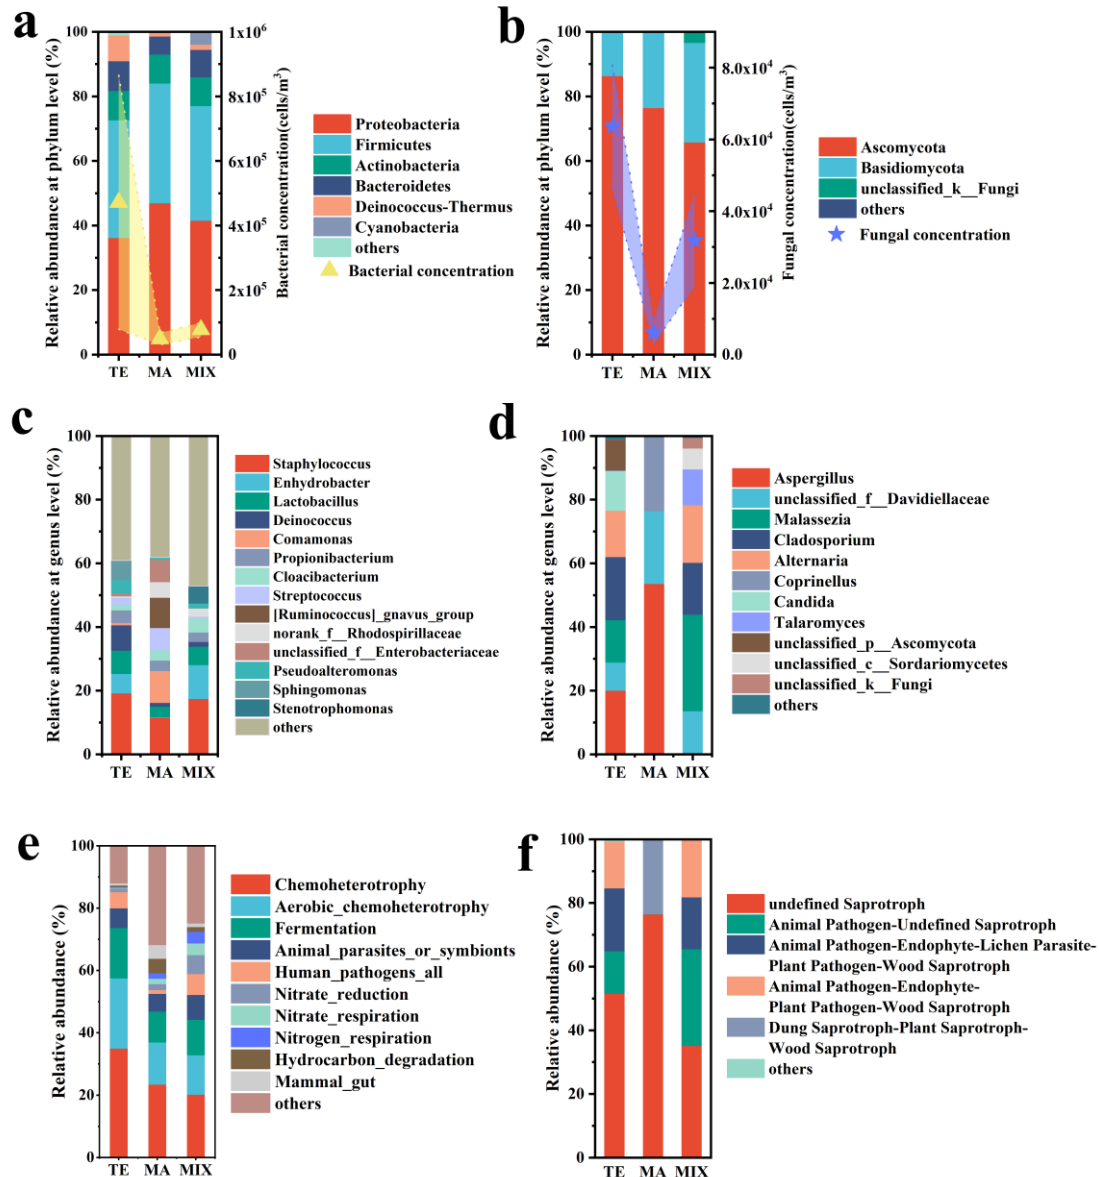 a
Relative abundance at phylum level (%)
100
80
60
40
20
0
TE MA MIX
1x10⁶
8x10⁵
6x10⁵
4x10⁵
2x10⁵
0
Bacterial concentration(cells/m³)
Proteobacteria
Firmicutes
Actinobacteria
Bacteroidetes
Deinococcus-Thermus
Cyanobacteria
others
Bacterial concentration
b
Relative abundance at phylum level (%)
100
80
60
40
20
0
TE MA MIX
8.0x10⁴
6.0x10⁴
4.0x10⁴
2.0x10⁴
0.0
Fungal concentration(cells/m³)
Ascomycota
Basidiomycota
unclassified_k__Fungi
others
Fungal concentration
c
Relative abundance at genus level (%)
100
80
60
40
20
0
TE MA MIX
Staphylococcus
Enhydrobacter
Lactobacillus
Deinococcus
Comamonas
Propionibacterium
Cloacibacterium
Streptococcus
[Ruminococcus]_gnavus_group
norank_f__Rhodospirillaceae
unclassified_f__Enterobacteriaceae
Pseudoalteromonas
Sphingomonas
Stenotrophomonas
others
d
Relative abundance at genus level (%)
100
80
60
40
20
0
TE MA MIX
Aspergillus
unclassified_f__Davidiellaceae
Malassezia
Cladosporium
Alternaria
Coprinellus
Candida
Talaromyces
unclassified_p__Ascomycota
unclassified_c__Sordariomycetes
unclassified_k__Fungi
others
e
Relative abundance (%)
100
80
60
40
20
0
TE MA MIX
Chemoheterotrophy
Aerobic_chemoheterotrophy
Fermentation
Animal_parasites_or_symbionts
Human_pathogens_all
Nitrate_reduction
Nitrate_respiration
Nitrogen_respiration
Hydrocarbon_degradation
Mammal_gut
others
f
Relative abundance (%)
100
80
60
40
20
0
TE MA MIX
undefined Saprotroph
Animal Pathogen-Undefined Saprotroph
Animal Pathogen-Endophyte-Lichen Parasite-
Plant Pathogen-Wood Saprotroph
Animal Pathogen-Endophyte-
Plant Pathogen-Wood Saprotroph
Dung Saprotroph-Plant Saprotroph-
Wood Saprotroph
others